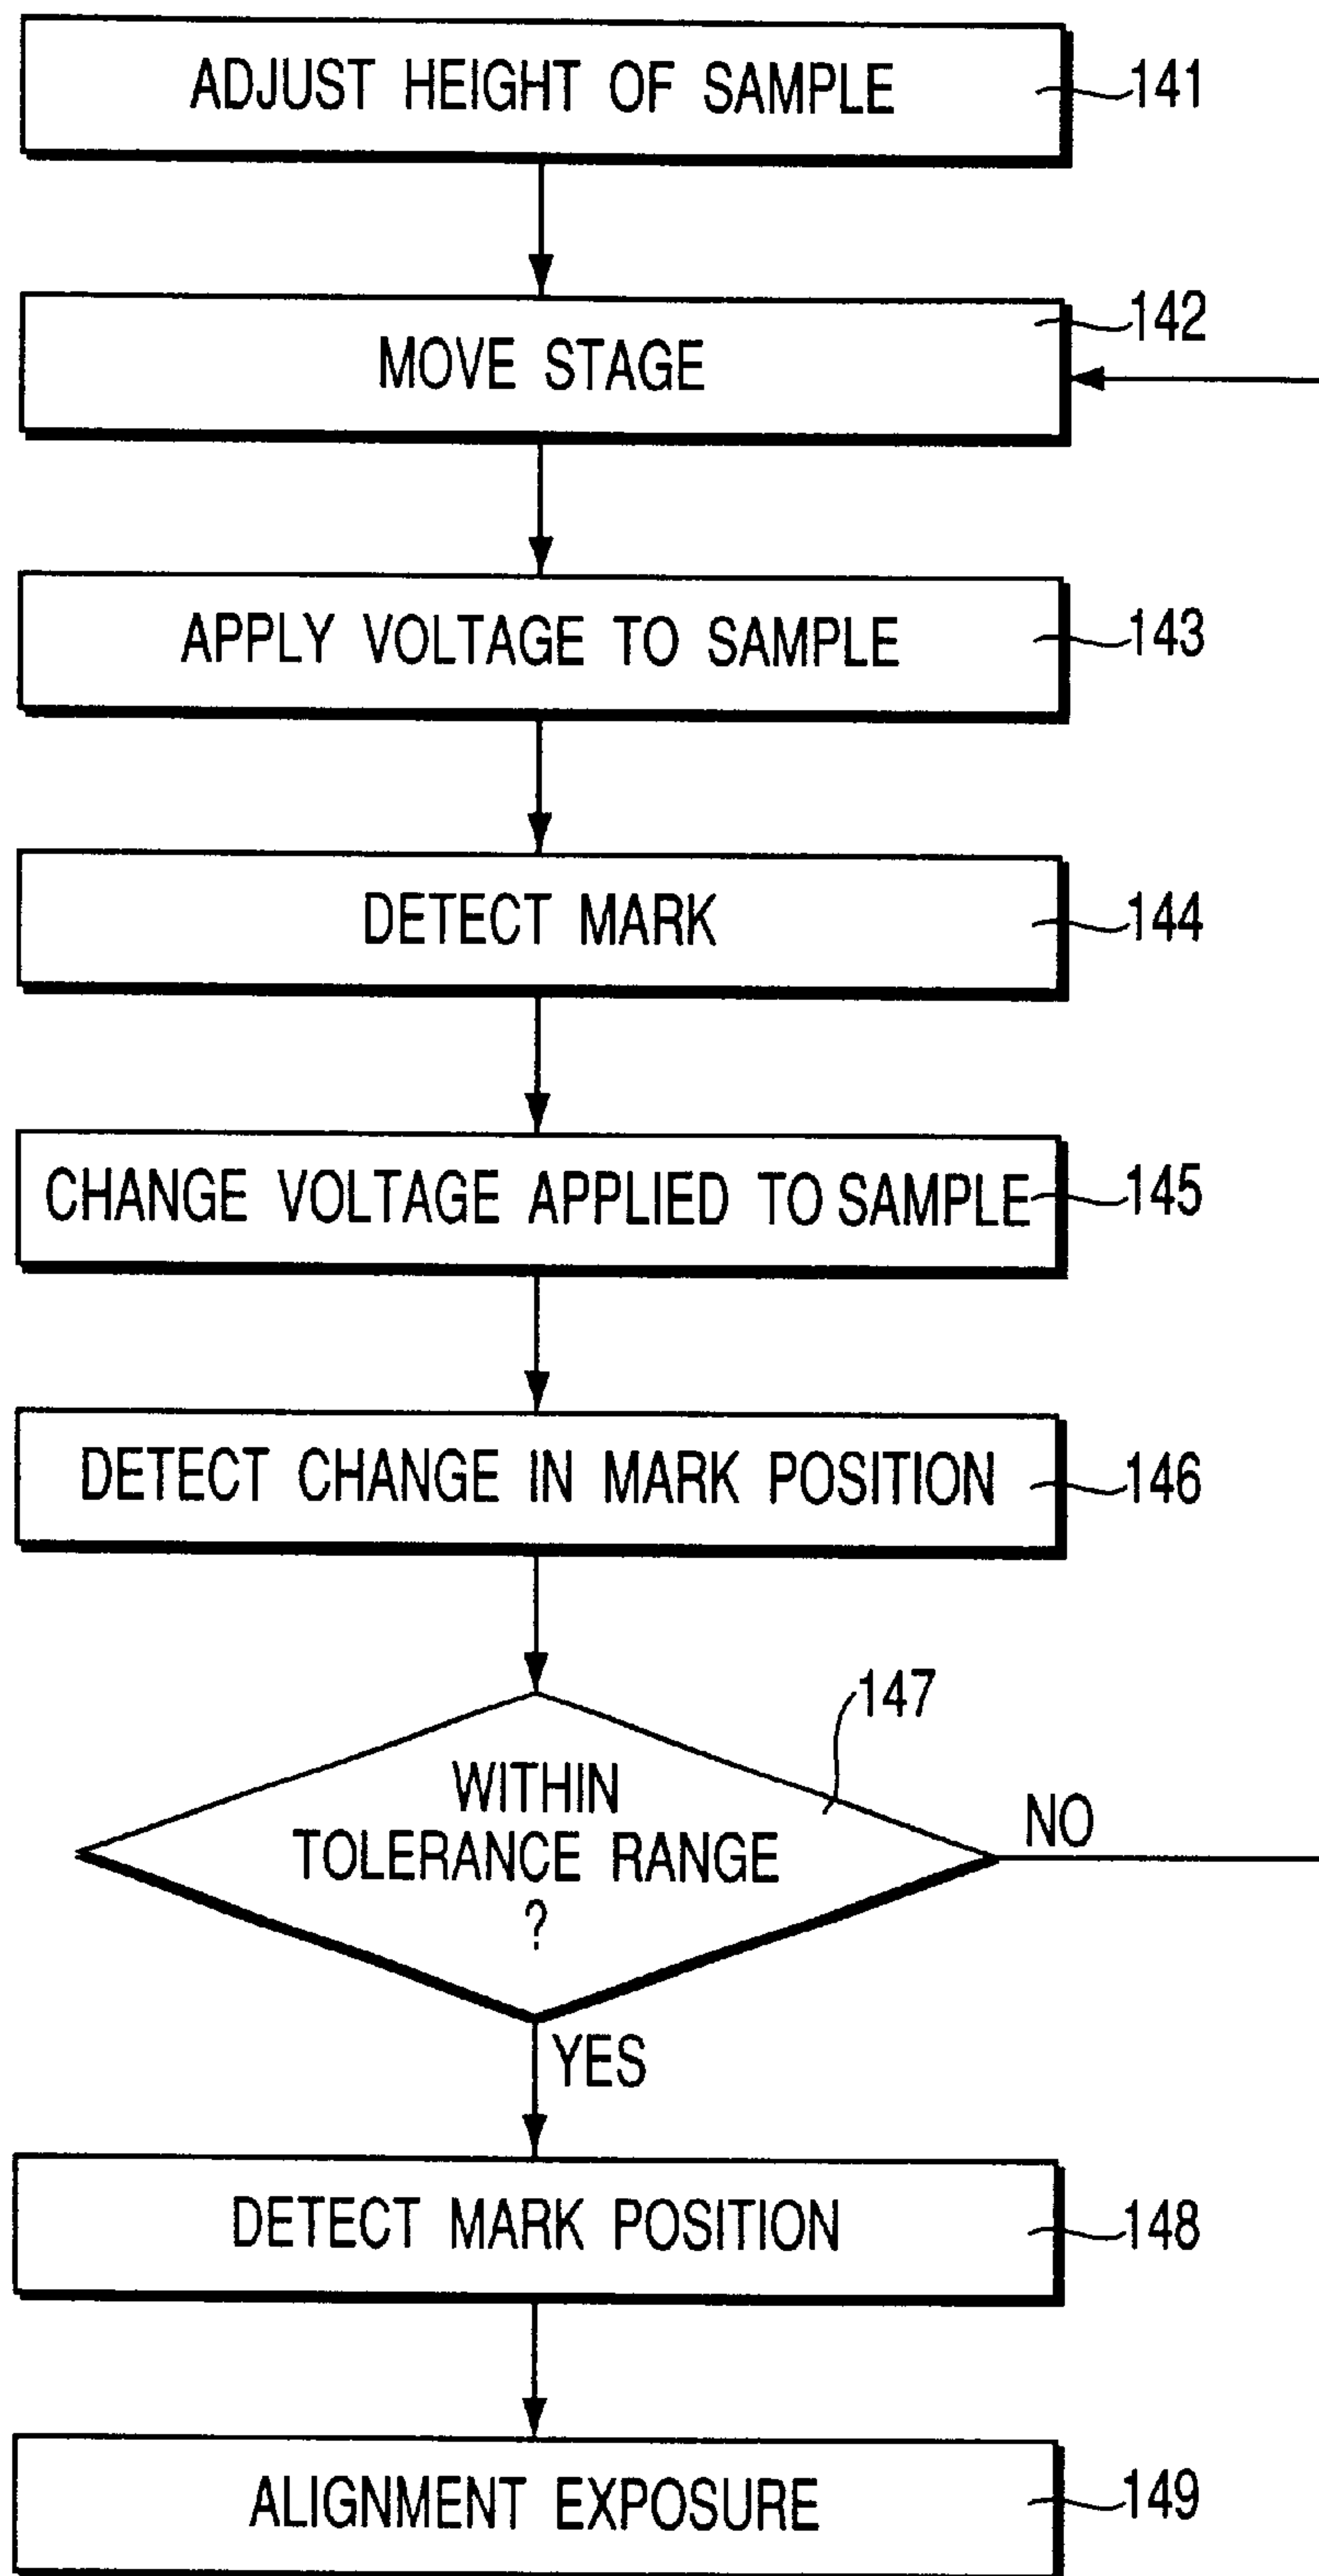 ADJUST HEIGHT OF SAMPLE 141
MOVE STAGE 142
APPLY VOLTAGE TO SAMPLE 143
DETECT MARK 144
CHANGE VOLTAGE APPLIED TO SAMPLE 145
DETECT CHANGE IN MARK POSITION 146
147
WITHIN
TOLERANCE RANGE
?
NO
YES
DETECT MARK POSITION 148
ALIGNMENT EXPOSURE 149